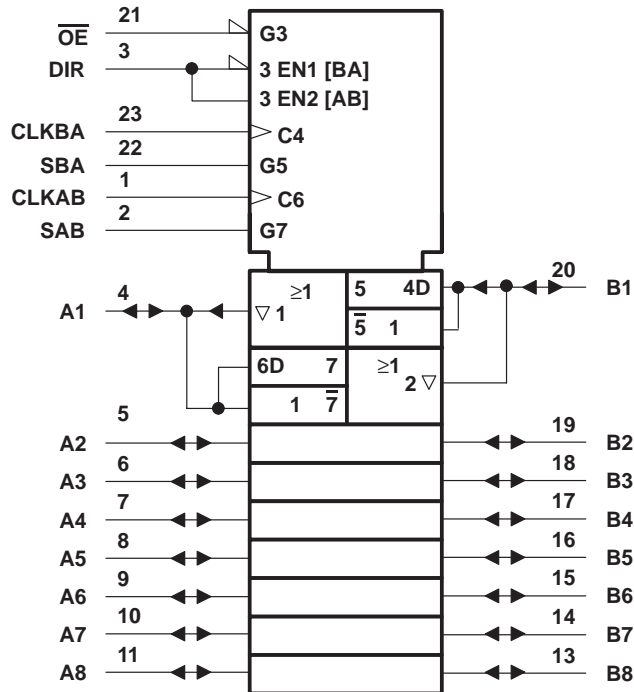 21
OE G3
3
DIR 3 EN1 [BA]
3 EN2 [AB]
23
CLKBA C4
22
SBA G5
1
CLKAB C6
2
SAB G7
4 ≥1 5 4D 20
A1 1 B1
5 1
6D 7 ≥1
2
1 7
5 19
A2 B2
6 18
A3 B3
7 17
A4 B4
8 16
A5 B5
9 15
A6 B6
10 14
A7 B7
11 13
A8 B8